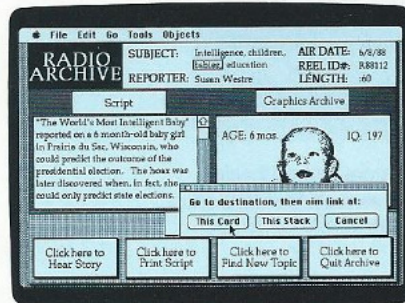 File Edit Go Tools Objects
RADIO
ARCHIVE
SUBJECT: Intelligence, children,
babies, education
REPORTER: Susan Westre
AIR DATE: 6/8/88
REEL ID#: R88112
LENGTH: :60
Script
"The World's Most Intelligent Baby"
reported on a 6 month-old baby girl
in Prairie du Sac, Wisconsin, who
could predict the outcome of the
presidential election. The hoax was
later discovered when, in fact, she
could only predict state elections.
Graphics Archive
AGE: 6 mos.
IQ. 197
Go to destination, then aim link at:
This Card
This Stack
Cancel
Click here to
Hear Story
Click here to
Print Script
Click here to
Find New Topic
Click here to
Quit Archive